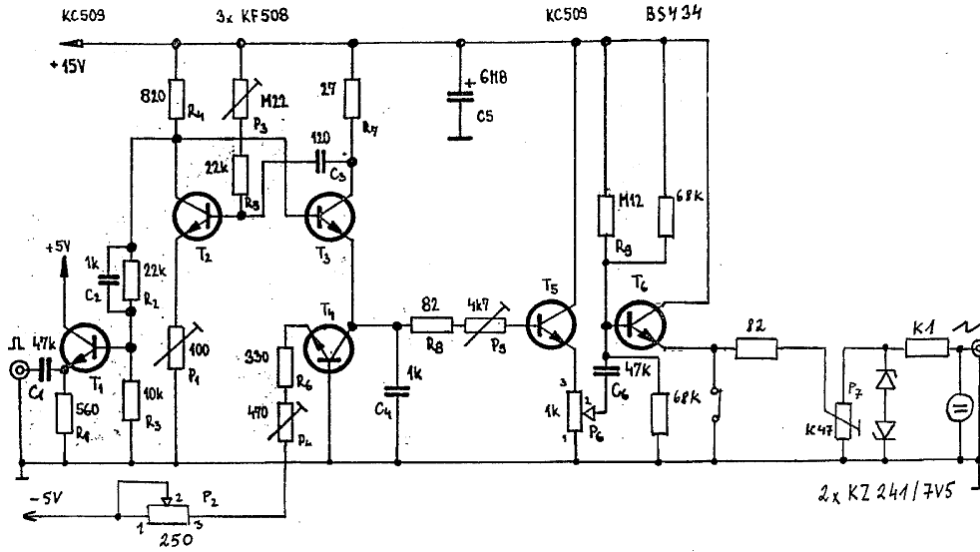 KC509
3x KF508
KC509
BSY34
+15V
820
R4
M22
P3
27
R7
+ 6M8
C5
120
C3
22k
R5
M12
R9
68K
T2
T3
+5V
1k
C2
22k
R2
T1
47k
C1
560
R1
10k
R3
100
P1
T4
330
R6
470
P4
1k
C4
82
R8
4k7
P5
T5
T6
3
1k
2
1
P6
47K
C6
68K
82
P7
K47
K1
-5V
2
P2
1
3
250
2x KZ 241/7V5